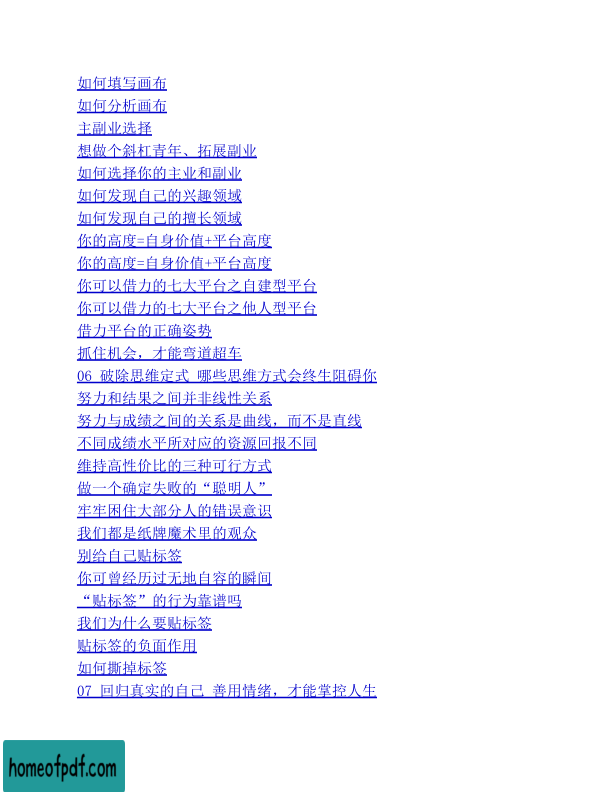 如何填写画布
如何分析画布
主副业选择
想做个斜杠青年、拓展副业
如何选择你的主业和副业
如何发现自己的兴趣领域
如何发现自己的擅长领域
你的高度=自身价值+平台高度
你的高度=自身价值+平台高度
你可以借力的七大平台之自建型平台
你可以借力的七大平台之他人型平台
借力平台的正确姿势
抓住机会，才能弯道超车
06 破除思维定式 哪些思维方式会终生阻碍你
努力和结果之间并非线性关系
努力与成绩之间的关系是曲线，而不是直线
不同成绩水平所对应的资源回报不同
维持高性价比的三种可行方式
做一个确定失败的“聪明人”
牢牢困住大部分人的错误意识
我们都是纸牌魔术里的观众
别给自己贴标签
你可曾经历过无地自容的瞬间
“贴标签”的行为靠谱吗
我们为什么要贴标签
贴标签的负面作用
如何撕掉标签
07 回归真实的自己 善用情绪，才能掌控人生
homeofpdf.com